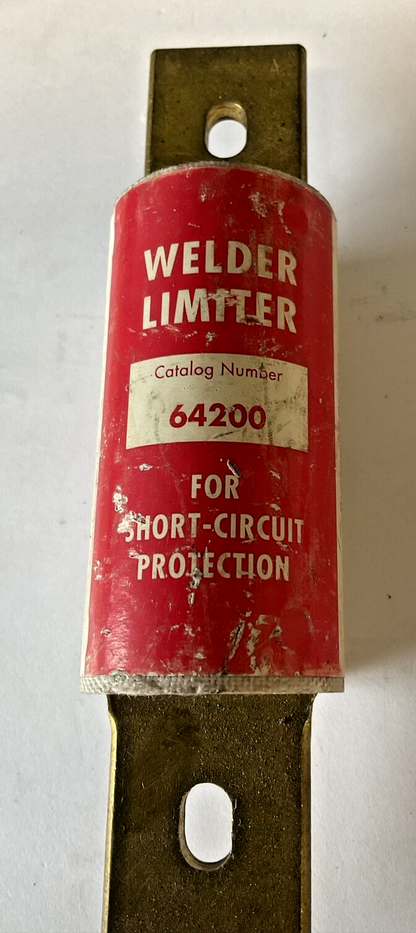 WELDER
LIMITER
Catalog Number
64200
FOR
SHORT-CIRCUIT
PROTECTION